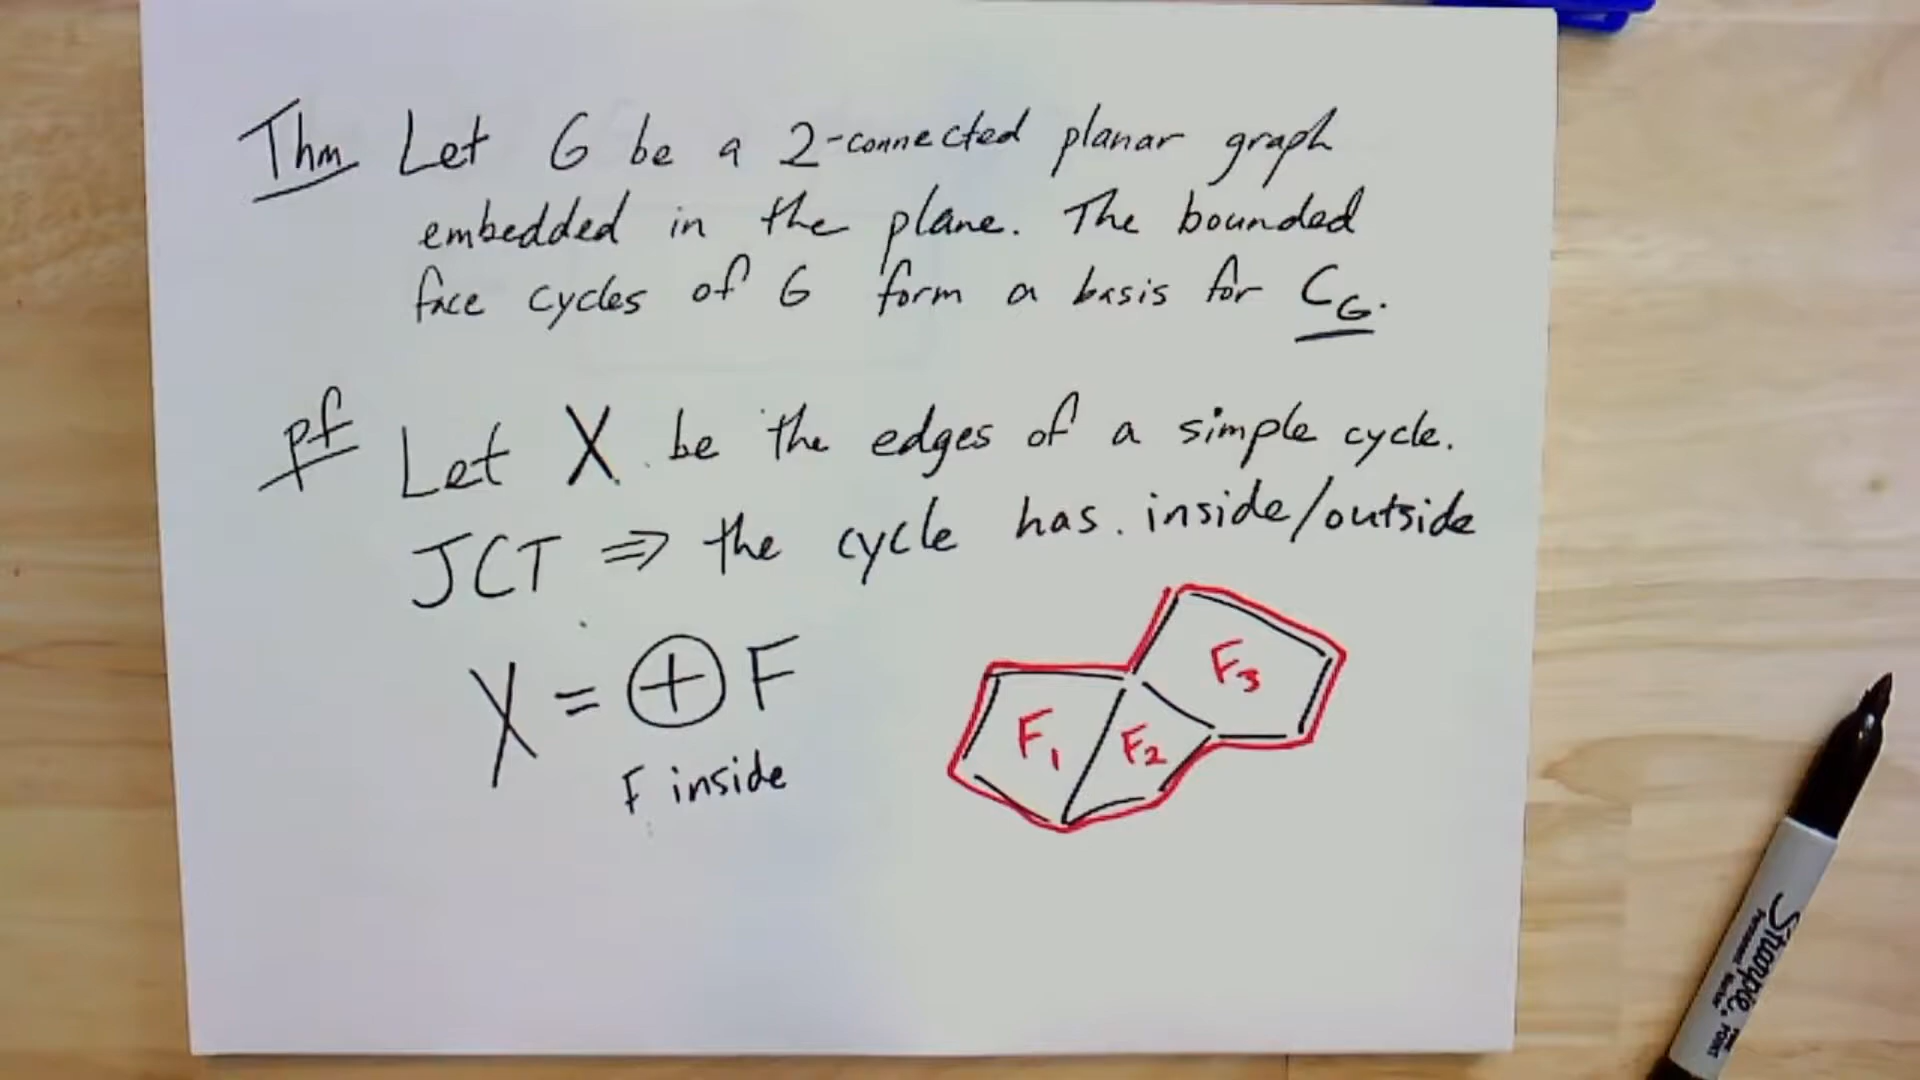 Thm Let G be a 2-connected planar graph
embedded in the plane. The bounded
face cycles of G form a basis for C_G.
pf Let X be the edges of a simple cycle.
JCT ⇒ the cycle has inside/outside
X = ⊕ F
F inside
F₃
F₁
F₂
Sharpie